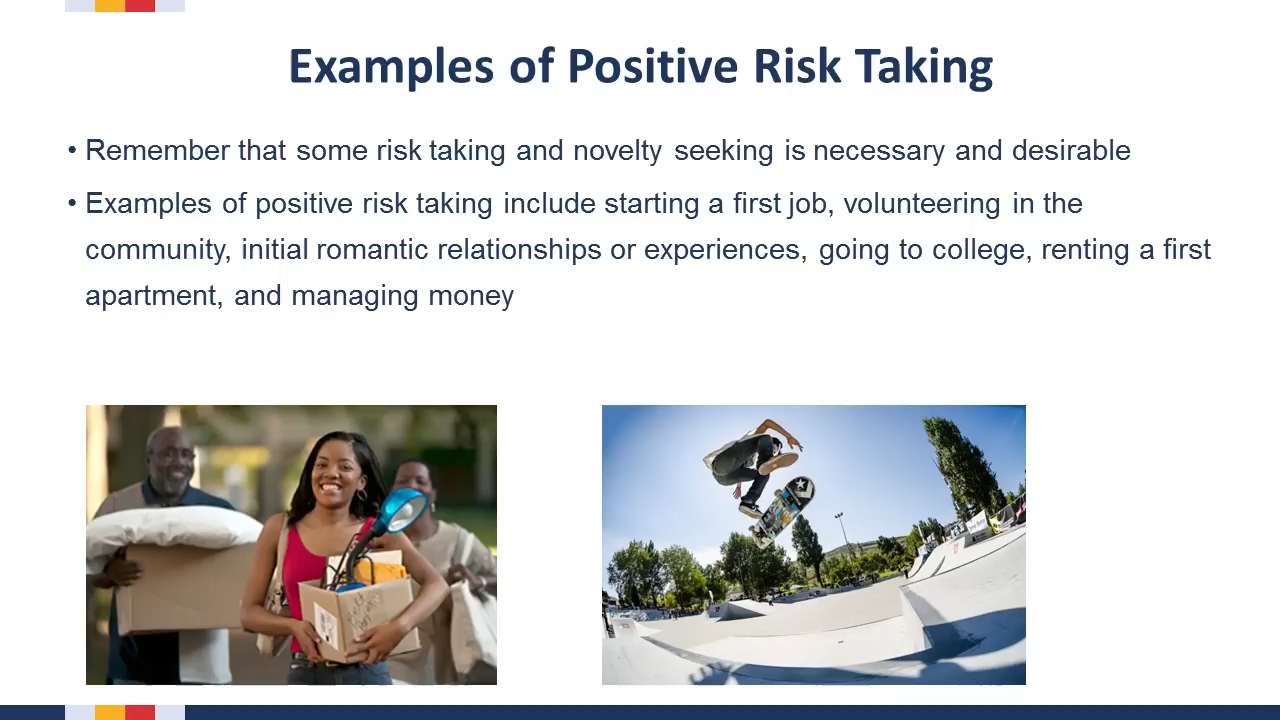 Examples of Positive Risk Taking
• Remember that some risk taking and novelty seeking is necessary and desirable
• Examples of positive risk taking include starting a first job, volunteering in the
community, initial romantic relationships or experiences, going to college, renting a first
apartment, and managing money